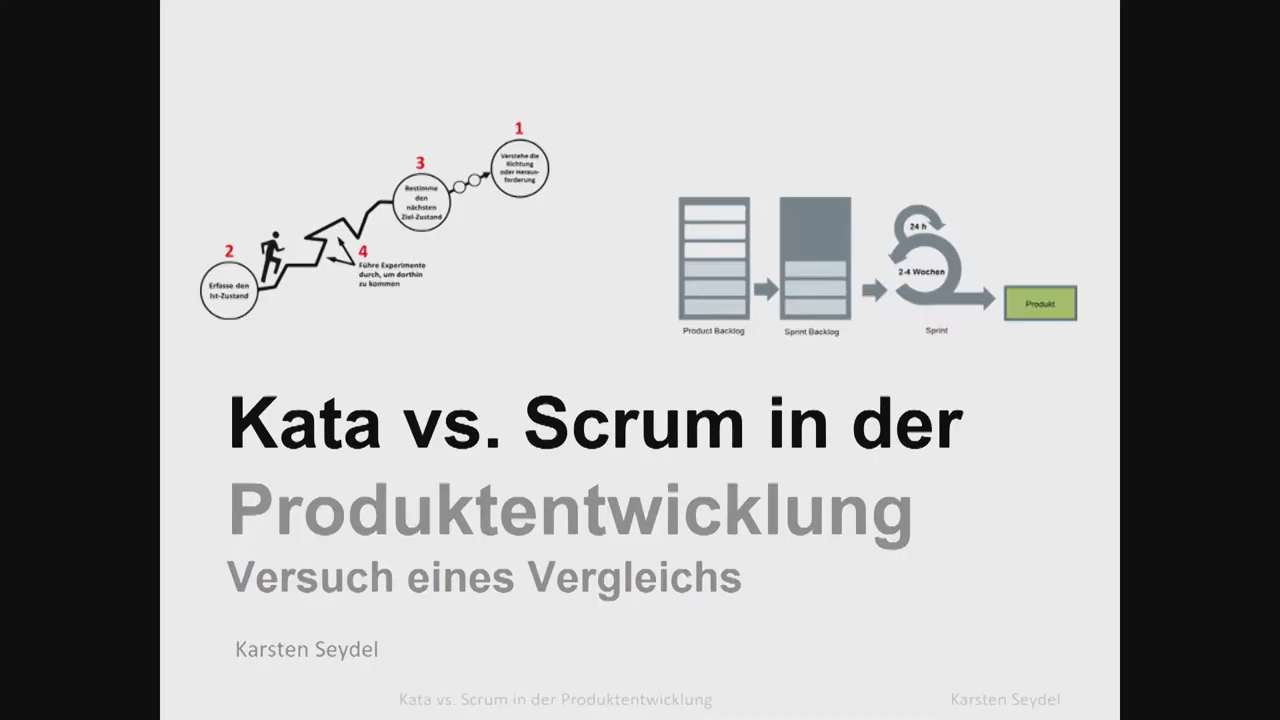 1
Verstehe die
Richtung
oder Heraus-
forderung
3
Bestimme
den
nächsten
Ziel-Zustand
2
Erfasse den
Ist-Zustand
4
Führe Experimente
durch, um dorthin
zu kommen
24 h
2-4 Wochen
Produkt
Product Backlog
Sprint Backlog
Sprint
Kata vs. Scrum in der
Produktentwicklung
Versuch eines Vergleichs
Karsten Seydel
Kata vs. Scrum in der Produktentwicklung
Karsten Seydel